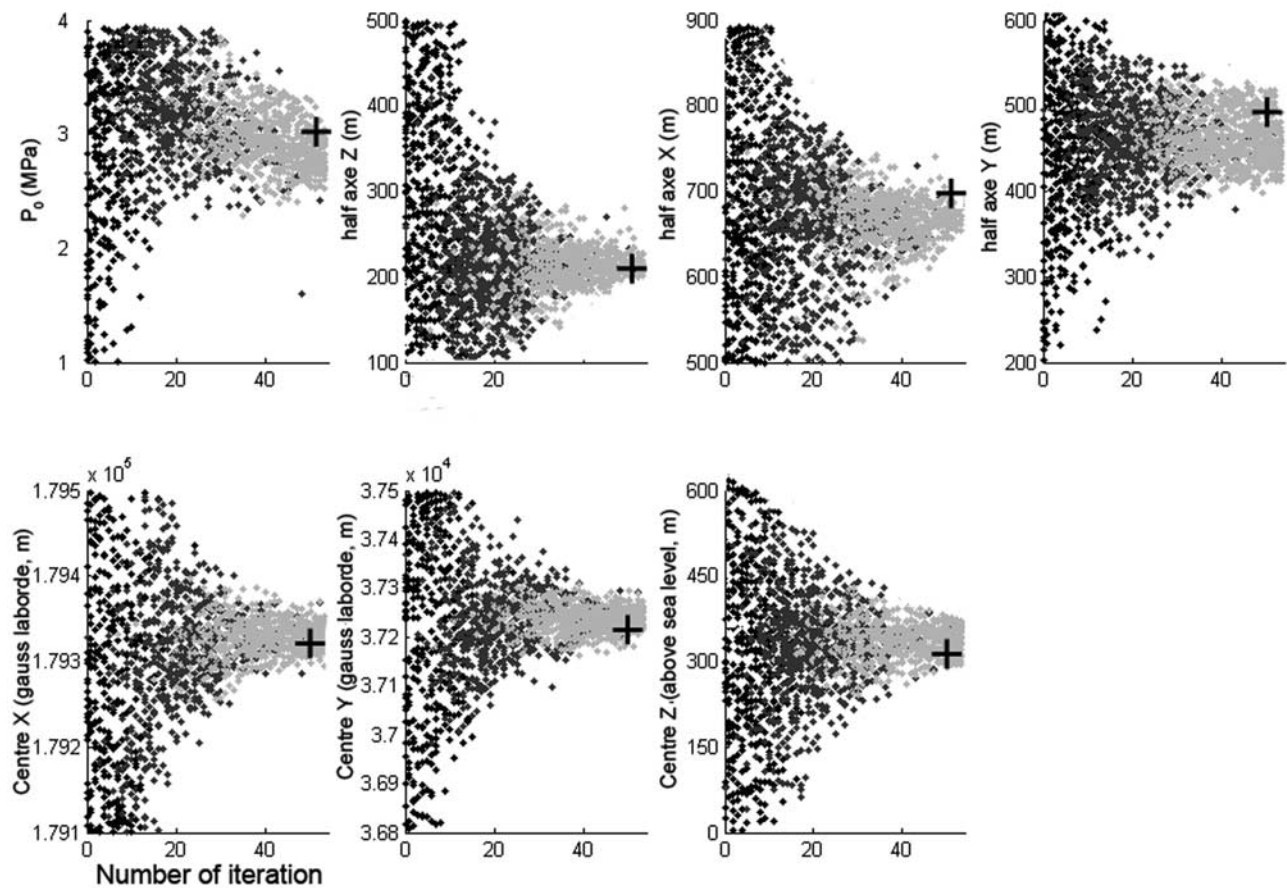 4
3
2
1
P₀ (MPa)
0 20 40
500
400
300
200
100
half axe Z (m)
0 20 40
900
800
700
600
500
half axe X (m)
0 20 40
600
500
400
300
200
half axe Y (m)
0 20 40
x 10⁵
1.795
1.794
1.793
1.792
1.791
Centre X (gauss laborde, m)
0 20 40
Number of iteration
x 10⁴
3.75
3.74
3.73
3.72
3.71
3.7
3.69
3.68
Centre Y (gauss laborde, m)
0 20 40
600
450
300
150
0
Centre Z (above sea level, m)
0 20 40